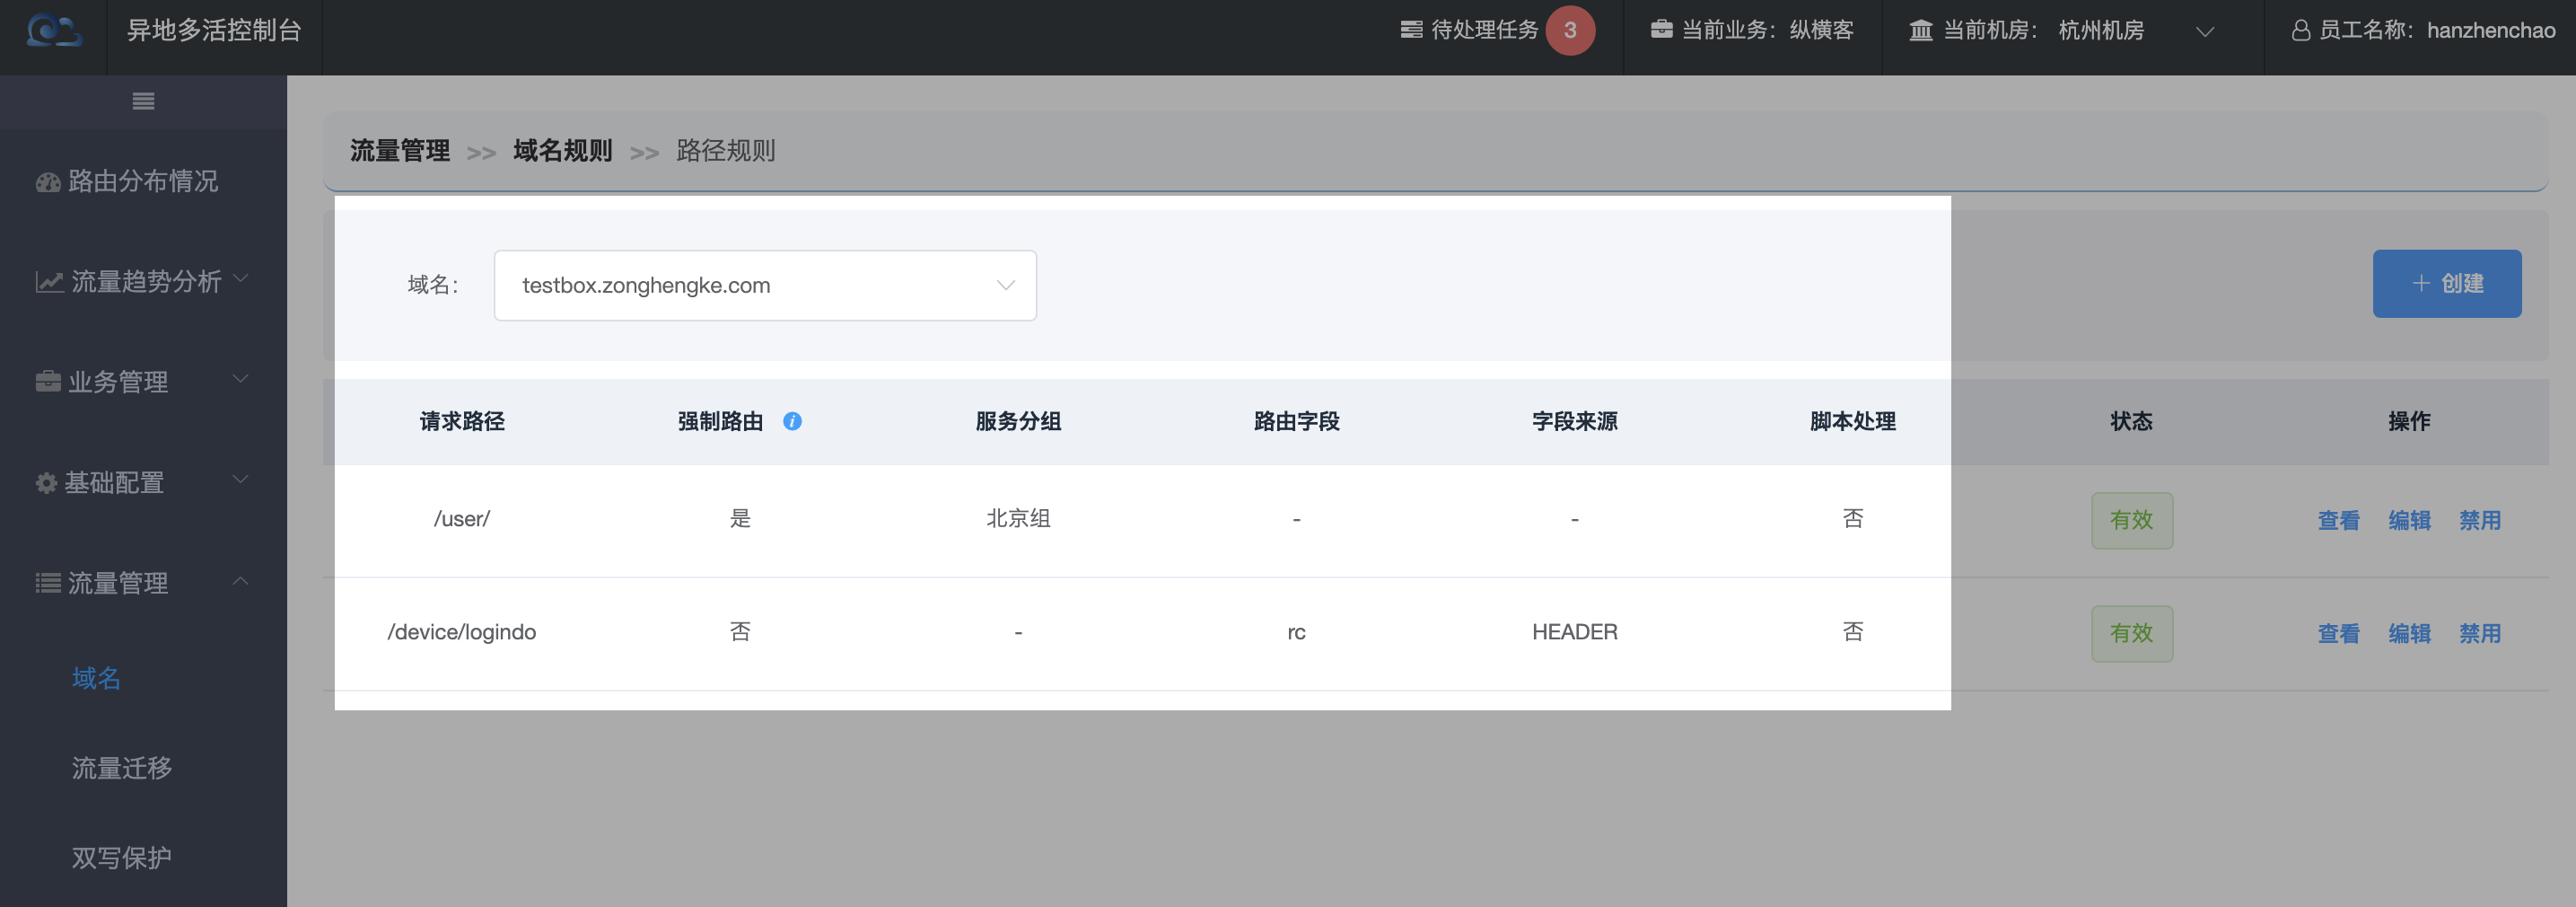 异地多活控制台
待处理任务 3
当前业务：纵横客
当前机房：杭州机房
员工名称：hanzhenchao
路由分布情况
流量趋势分析
业务管理
基础配置
流量管理
域名
流量迁移
双写保护
流量管理 >> 域名规则 >> 路径规则
域名： testbox.zonghengke.com
+ 创建
请求路径 强制路由 i 服务分组 路由字段 字段来源 脚本处理 状态 操作
/user/ 是 北京组 - - 否 有效 查看 编辑 禁用
/device/logindo 否 - rc HEADER 否 有效 查看 编辑 禁用